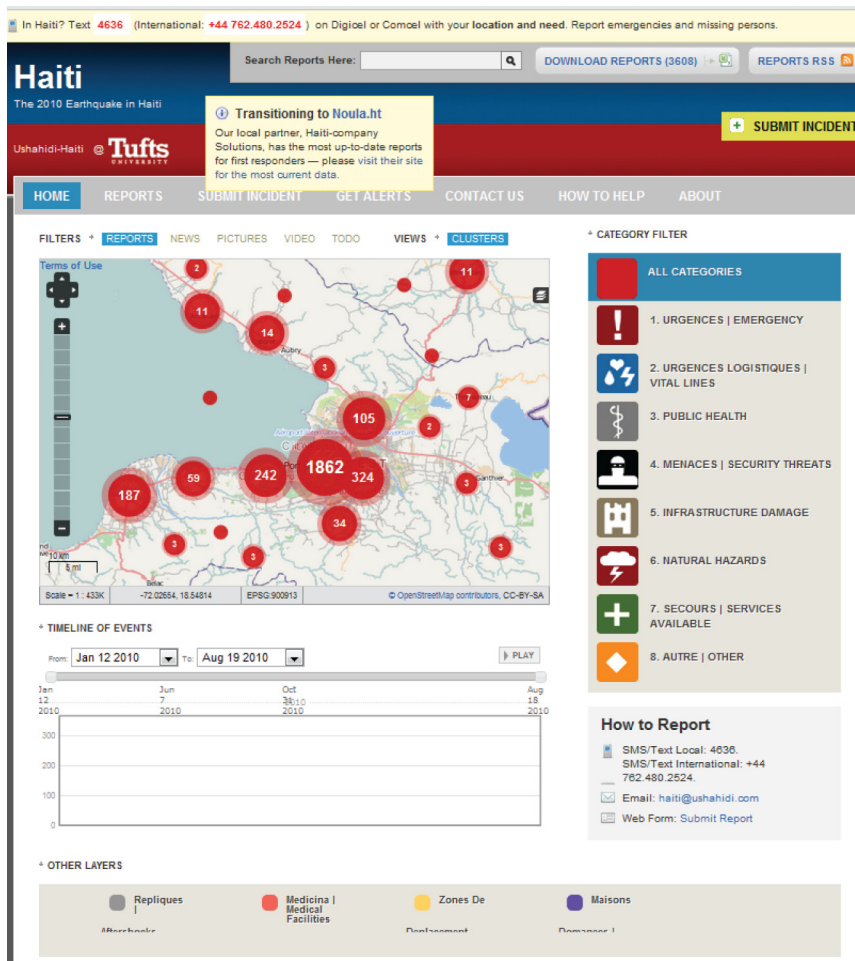 In Haiti? Text 4636 (International: +44 762.480.2524 ) on Digicel or Comcel with your location and need. Report emergencies and missing persons.
Search Reports Here:
DOWNLOAD REPORTS (3608)
REPORTS RSS
Haiti
The 2010 Earthquake in Haiti
Transitioning to Noula.ht
Our local partner, Haiti-company
Solutions, has the most up-to-date reports
for first responders — please visit their site
for the most current data.
SUBMIT INCIDENT
Ushahidi-Haiti @ Tufts
UNIVERSITY
HOME REPORTS SUBMIT INCIDENT GET ALERTS CONTACT US HOW TO HELP ABOUT
FILTERS REPORTS NEWS PICTURES VIDEO TODO VIEWS CLUSTERS
Terms of Use
2
11
11
14
Aubry
3
7
105
2
1862
324
242
59
187
3
Ganthier
34
3
3
3
10 km
5 mi
Belac
Scale = 1 : 433K
-72.02654, 18.54814
EPSG:900913
© OpenStreetMap contributors, CC-BY-SA
CATEGORY FILTER
ALL CATEGORIES
1. URGENCES | EMERGENCY
2. URGENCES LOGISTIQUES |
VITAL LINES
3. PUBLIC HEALTH
4. MENACES | SECURITY THREATS
5. INFRASTRUCTURE DAMAGE
6. NATURAL HAZARDS
7. SECOURS | SERVICES
AVAILABLE
8. AUTRE | OTHER
TIMELINE OF EVENTS
From: Jan 12 2010 To: Aug 19 2010
PLAY
Jan Jun Oct Aug
12 7 18
2010 2010 2010 2010
300
200
100
0
How to Report
SMS/Text Local: 4636.
SMS/Text International: +44
762.480.2524.
Email: haiti@ushahidi.com
Web Form: Submit Report
OTHER LAYERS
Repliques
|
Aftershocks
Medicina |
Medical
Facilities
Zones De
Deplacement
Maisons